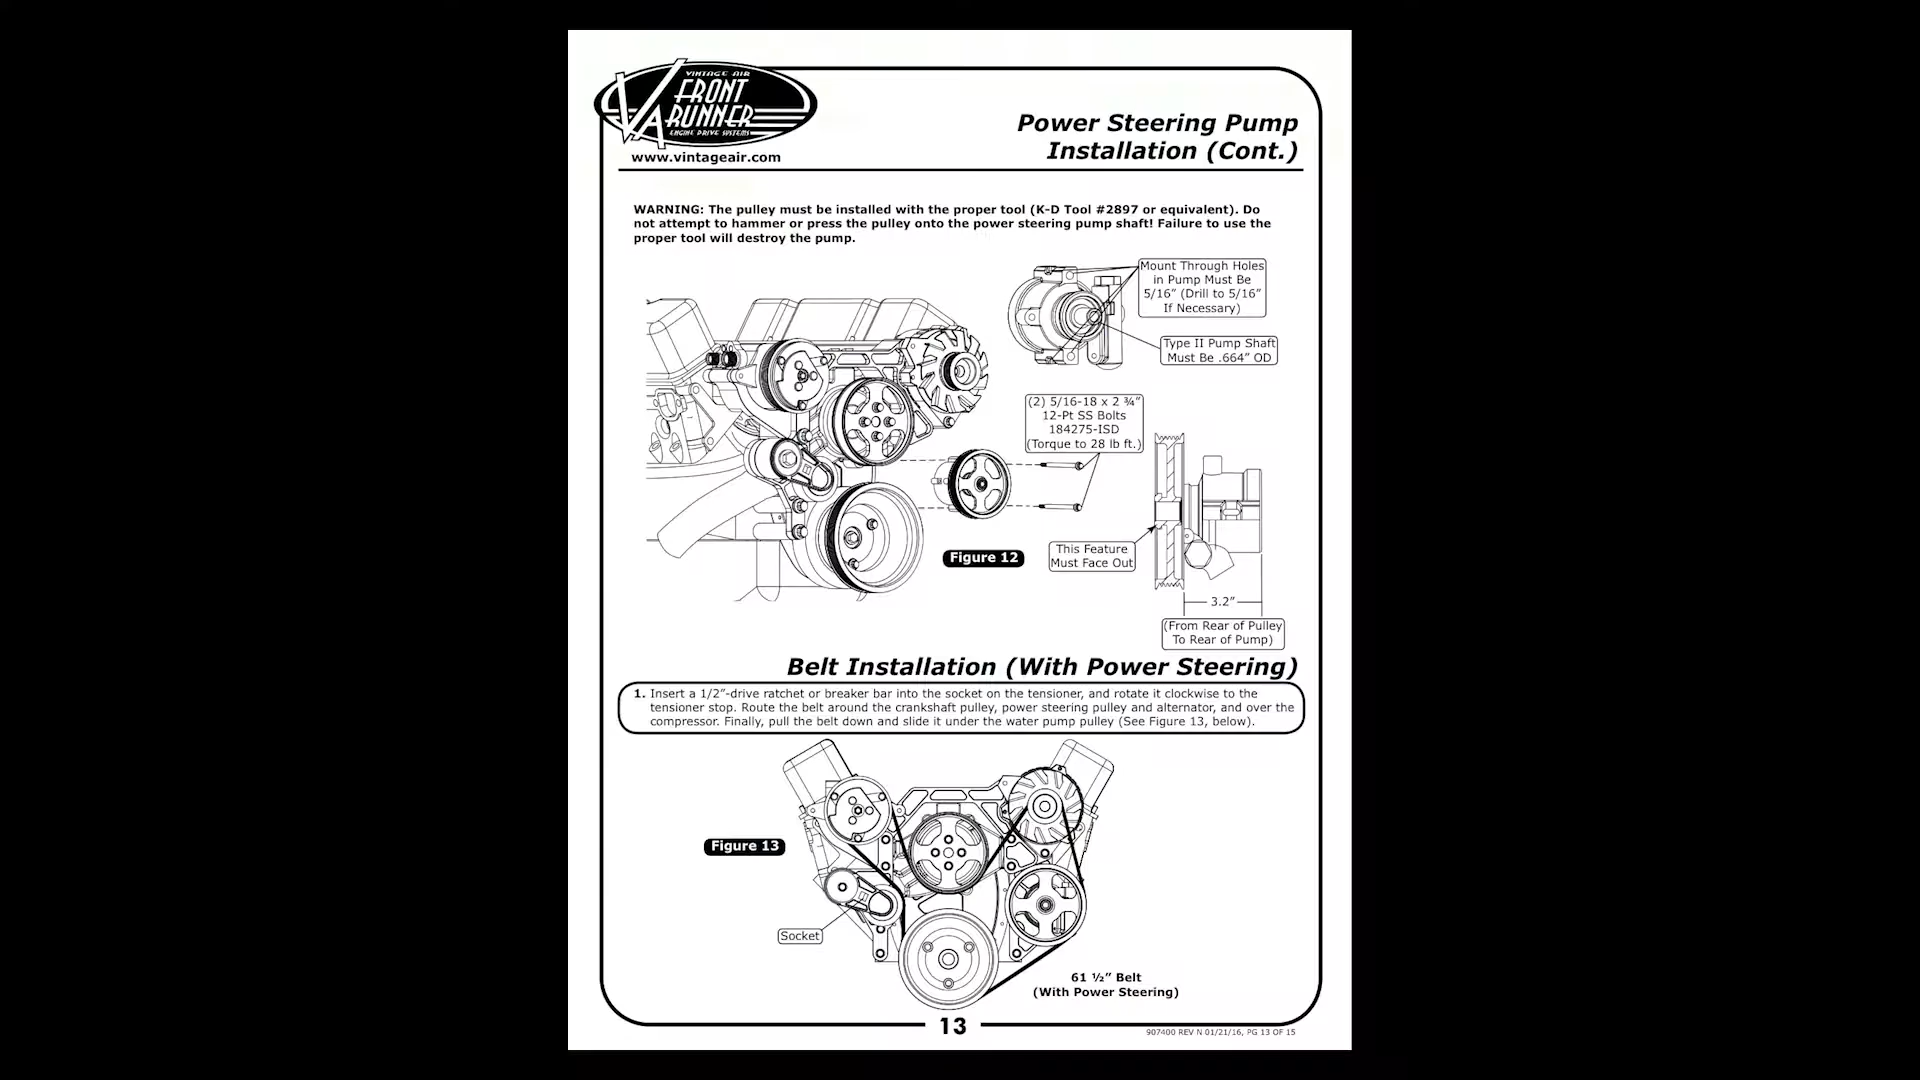 VINTAGE AIR
FRONT
RUNNER
ENGINE DRIVE SYSTEMS
www.vintageair.com
Power Steering Pump
Installation (Cont.)
WARNING: The pulley must be installed with the proper tool (K-D Tool #2897 or equivalent). Do
not attempt to hammer or press the pulley onto the power steering pump shaft! Failure to use the
proper tool will destroy the pump.
Mount Through Holes
in Pump Must Be
5/16” (Drill to 5/16”
If Necessary)
Type II Pump Shaft
Must Be .664” OD
(2) 5/16-18 x 2 ¾”
12-Pt SS Bolts
184275-ISD
(Torque to 28 lb ft.)
Figure 12
This Feature
Must Face Out
3.2”
(From Rear of Pulley
To Rear of Pump)
Belt Installation (With Power Steering)
1. Insert a 1/2”-drive ratchet or breaker bar into the socket on the tensioner, and rotate it clockwise to the
tensioner stop. Route the belt around the crankshaft pulley, power steering pulley and alternator, and over the
compressor. Finally, pull the belt down and slide it under the water pump pulley (See Figure 13, below).
Figure 13
Socket
61 ½” Belt
(With Power Steering)
13
907400 REV N 01/21/16, PG 13 OF 15